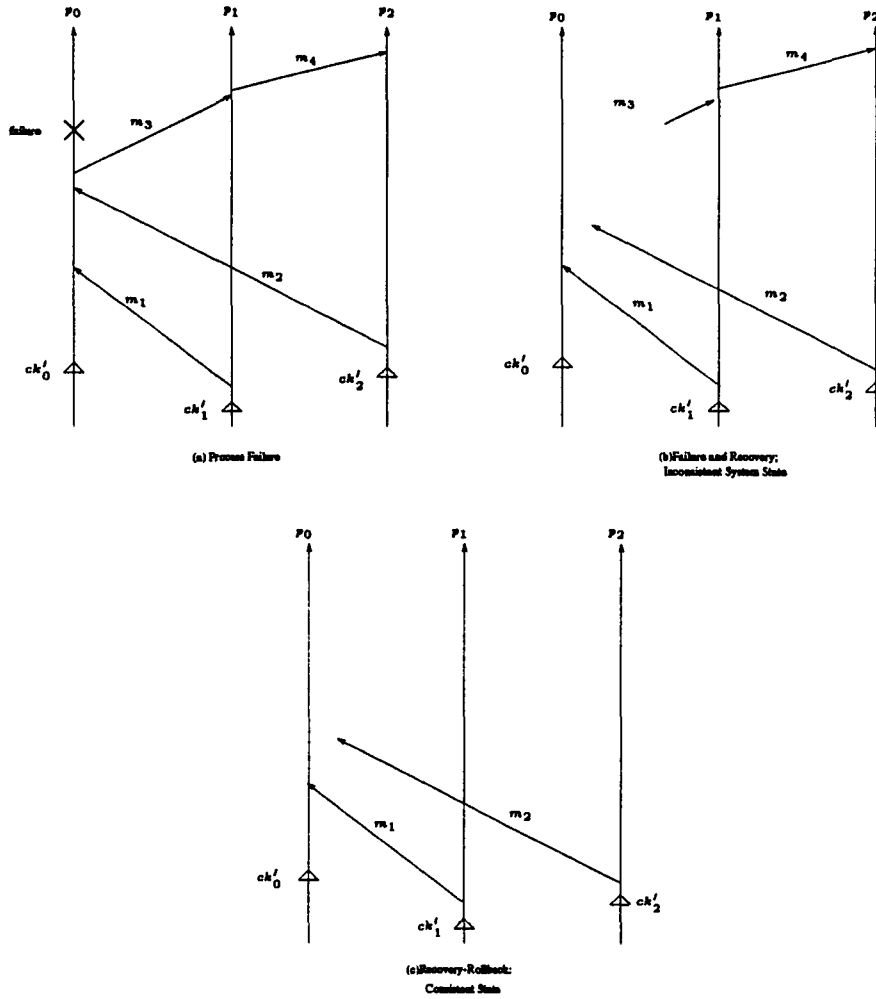 P0 P1 P2
m4
m3
failure
m2
m1
ck'0
ck'1
ck'2
(a) Process Failure
P0 P1 P2
m4
m3
m2
m1
ck'0
ck'1
ck'2
(b)Failure and Recovery;
Inconsistent System State
P0 P1 P2
m2
m1
ck'0
ck'1
ck'2
(c)Recovery-Rollback:
Consistent State